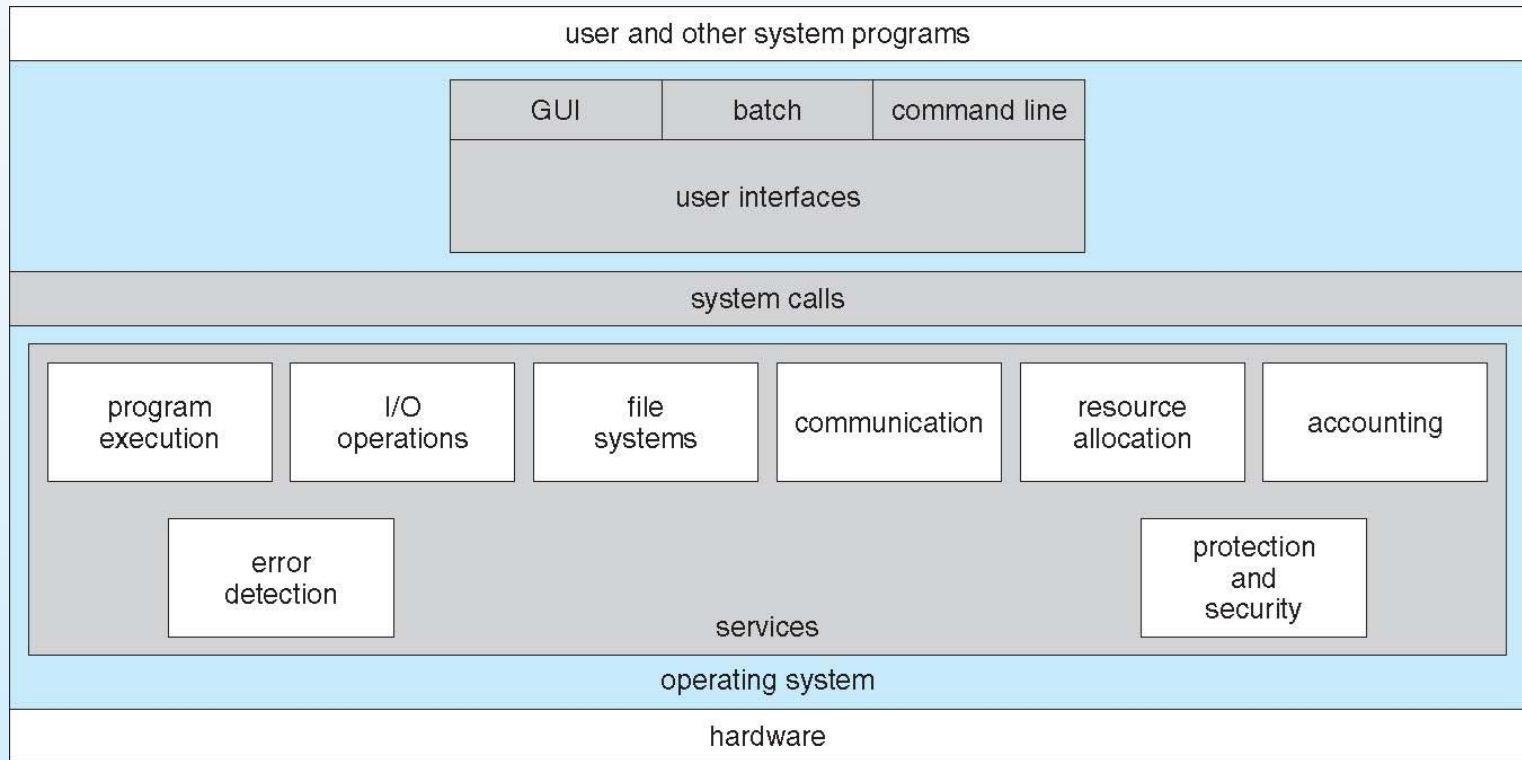 user and other system programs
GUI
batch
command line
user interfaces
system calls
program
execution
I/O
operations
file
systems
communication
resource
allocation
accounting
error
detection
protection
and
security
services
operating system
hardware